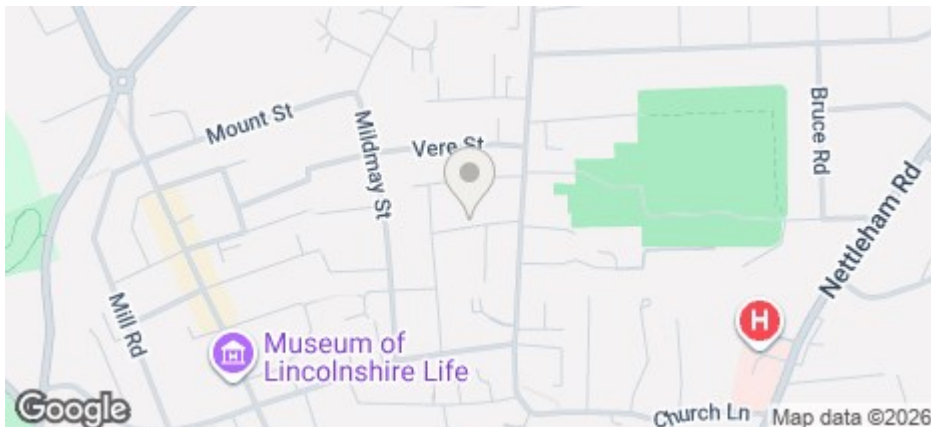 Mount St
Mildmay St
Vere St
Bruce Rd
Nettleham Rd
Mill Rd
Museum of
Lincolnshire Life
H
Church Ln
Google
Map data ©2026